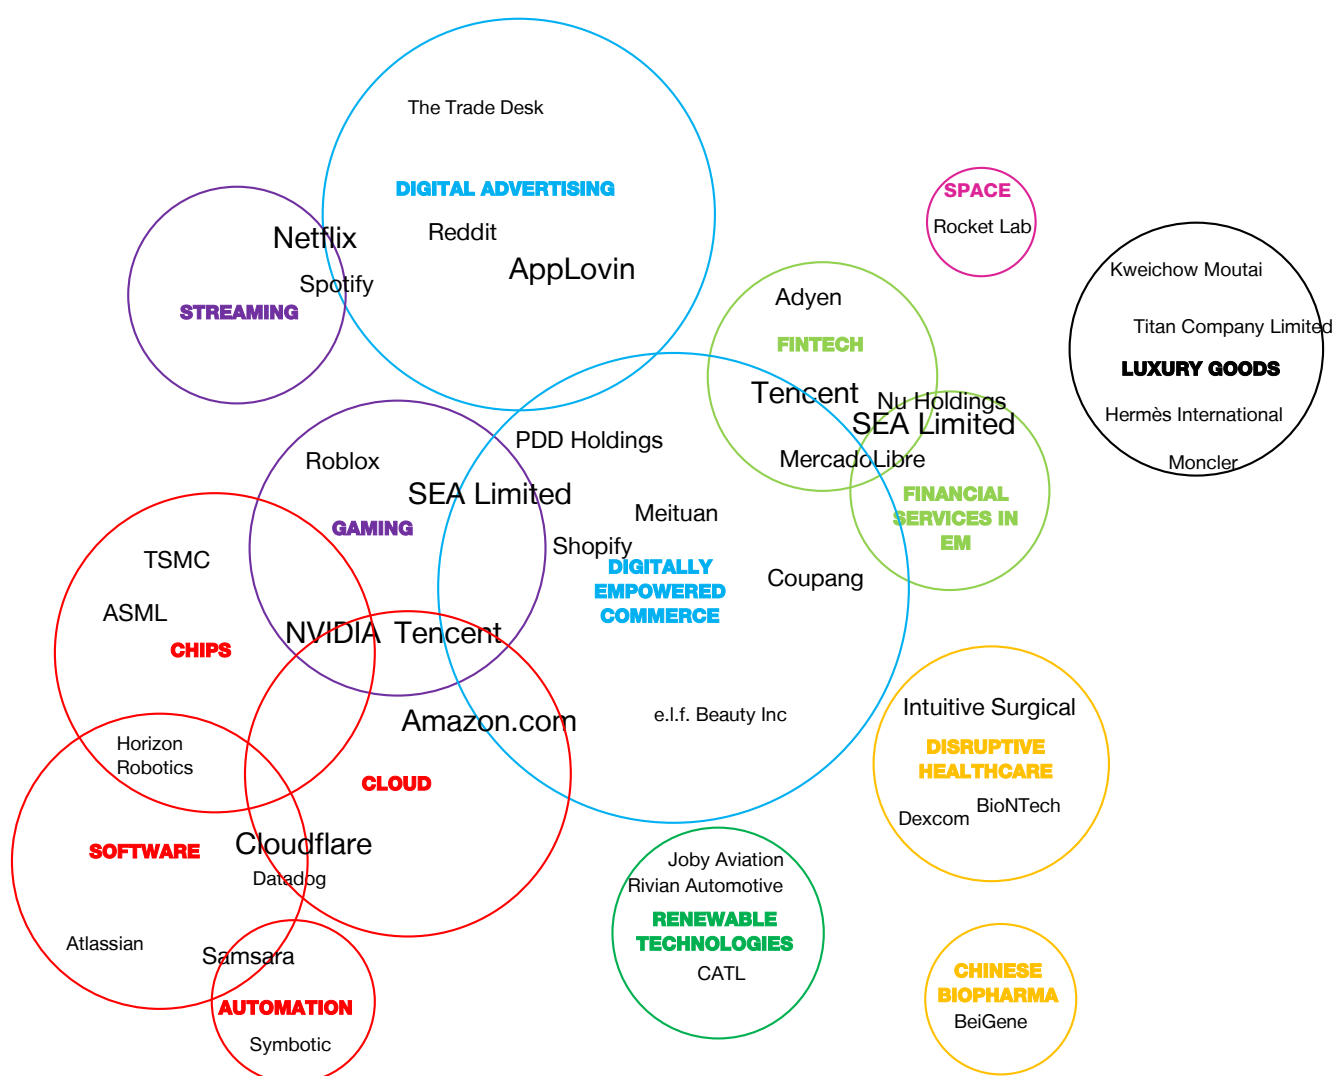 The Trade Desk
DIGITAL ADVERTISING
Reddit
AppLovin
Netflix
Spotify
STREAMING
SPACE
Rocket Lab
Kweichow Moutai
Titan Company Limited
LUXURY GOODS
Hermès International
Moncler
Adyen
FINTECH
Tencent
Nu Holdings
SEA Limited
MercadoLibre
FINANCIAL
SERVICES IN
EM
Roblox
SEA Limited
GAMING
NVIDIA
Tencent
PDD Holdings
Meituan
Shopify
DIGITALLY
EMPOWERED
COMMERCE
Coupang
e.l.f. Beauty Inc
Amazon.com
TSMC
ASML
CHIPS
Horizon
Robotics
CLOUD
SOFTWARE
Cloudflare
Datadog
Atlassian
Samsara
AUTOMATION
Symbotic
Intuitive Surgical
DISRUPTIVE
HEALTHCARE
BioNTech
Dexcom
Joby Aviation
Rivian Automotive
RENEWABLE
TECHNOLOGIES
CATL
CHINESE
BIOPHARMA
BeiGene